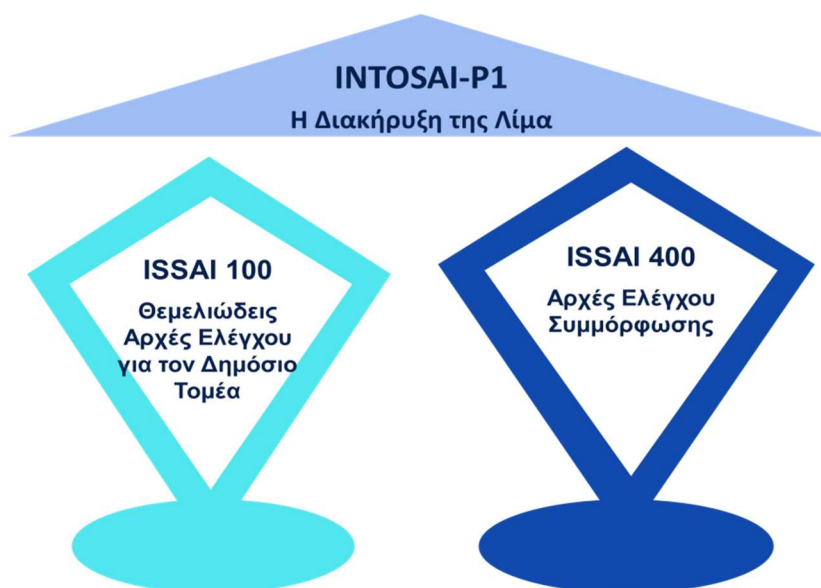 INTOSAI-P1
Η Διακήρυξη της Λίμα
ISSAI 100
Θεμελιώδεις
Αρχές Ελέγχου
για τον Δημόσιο
Τομέα
ISSAI 400
Αρχές Ελέγχου
Συμμόρφωσης